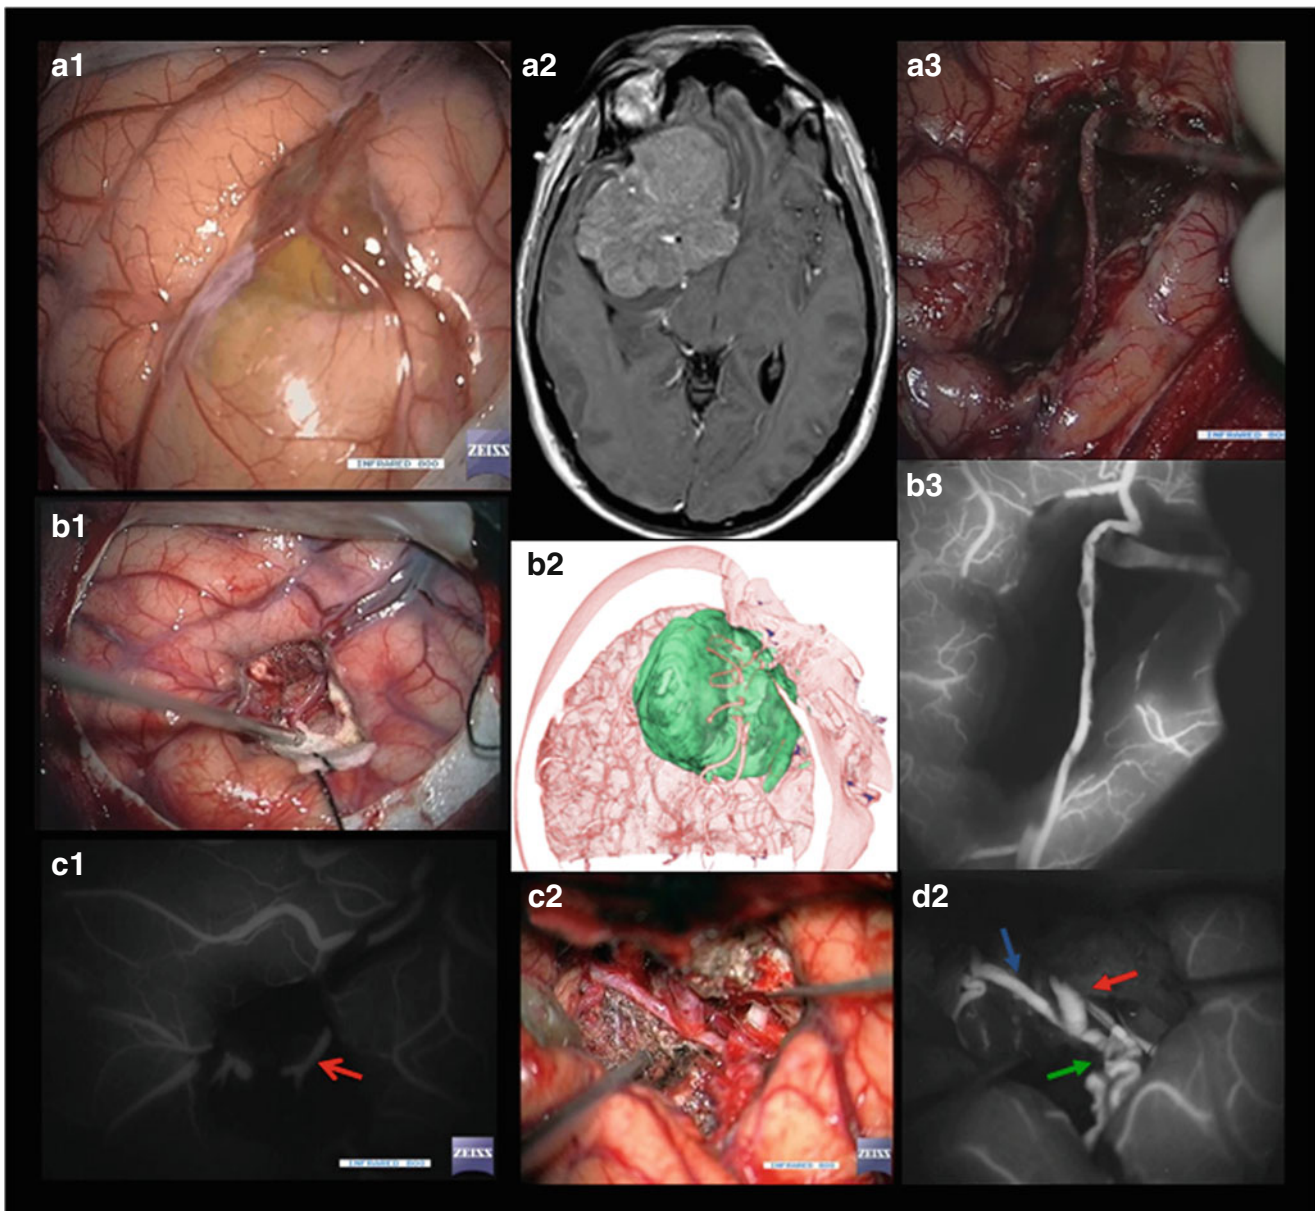 a1
a2
a3
INFRARED 800
ZEISS
INFRARED 800
b1
b2
b3
c1
INFRARED 800
ZEISS
c2
INFRARED 800
ZEISS
d2